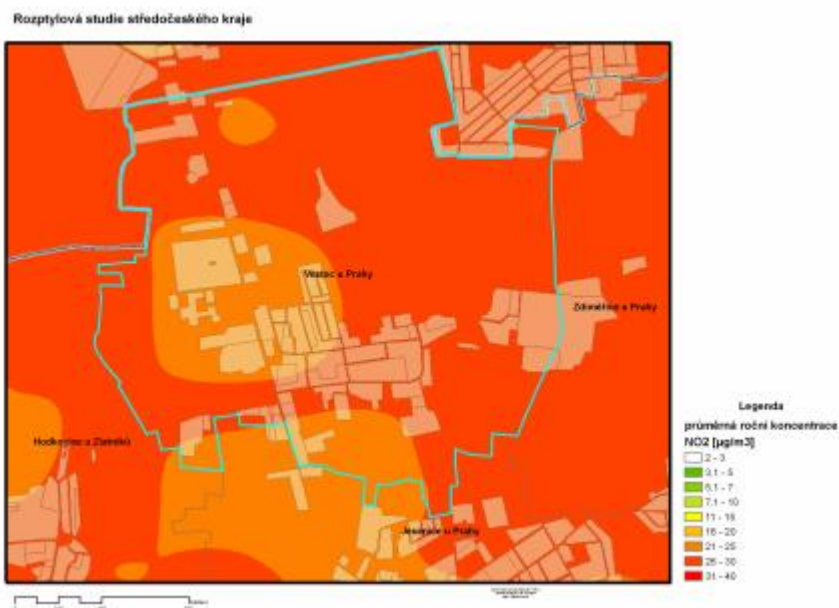 Rozptylová studie středočeského kraje
Vestec u Prahy
Zdiměřice u Prahy
Hodkovice u Zlatníků
Jesenice u Prahy
Legenda
průměrná roční koncentrace
NO2 [µg/m3]
2 - 3
3,1 - 5
5,1 - 7
7,1 - 10
11 - 15
16 - 20
21 - 25
26 - 30
31 - 40